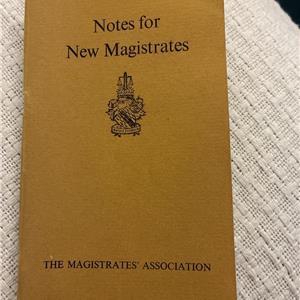 Notes for
New Magistrates
THE MAGISTRATES' ASSOCIATION